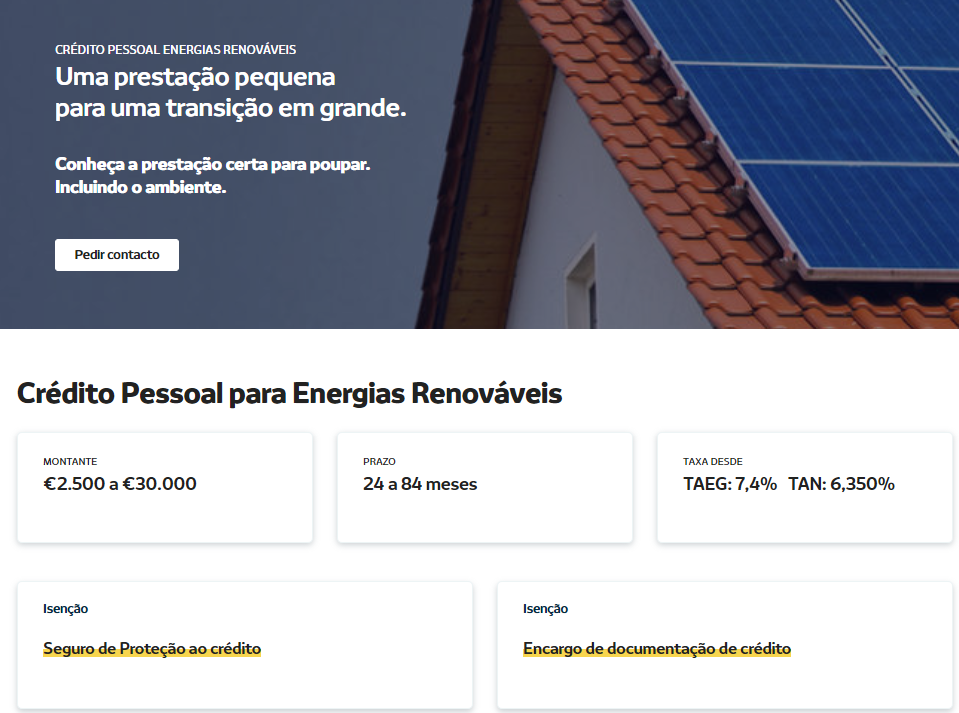 CRÉDITO PESSOAL ENERGIAS RENOVÁVEIS
Uma prestação pequena
para uma transição em grande.
Conheça a prestação certa para poupar.
Incluindo o ambiente.
Pedir contacto
Crédito Pessoal para Energias Renováveis
MONTANTE
€2.500 a €30.000
PRAZO
24 a 84 meses
TAXA DESDE
TAEG: 7,4% TAN: 6,350%
Isenção
Seguro de Proteção ao crédito
Isenção
Encargo de documentação de crédito